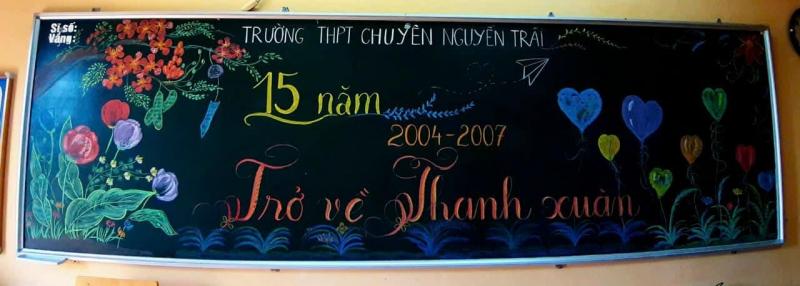 Sĩ số:
Vắng:
TRƯỜNG THPT CHUYÊN NGUYỄN TRÃI
15 năm
2004-2007
Trở về Thanh xuân